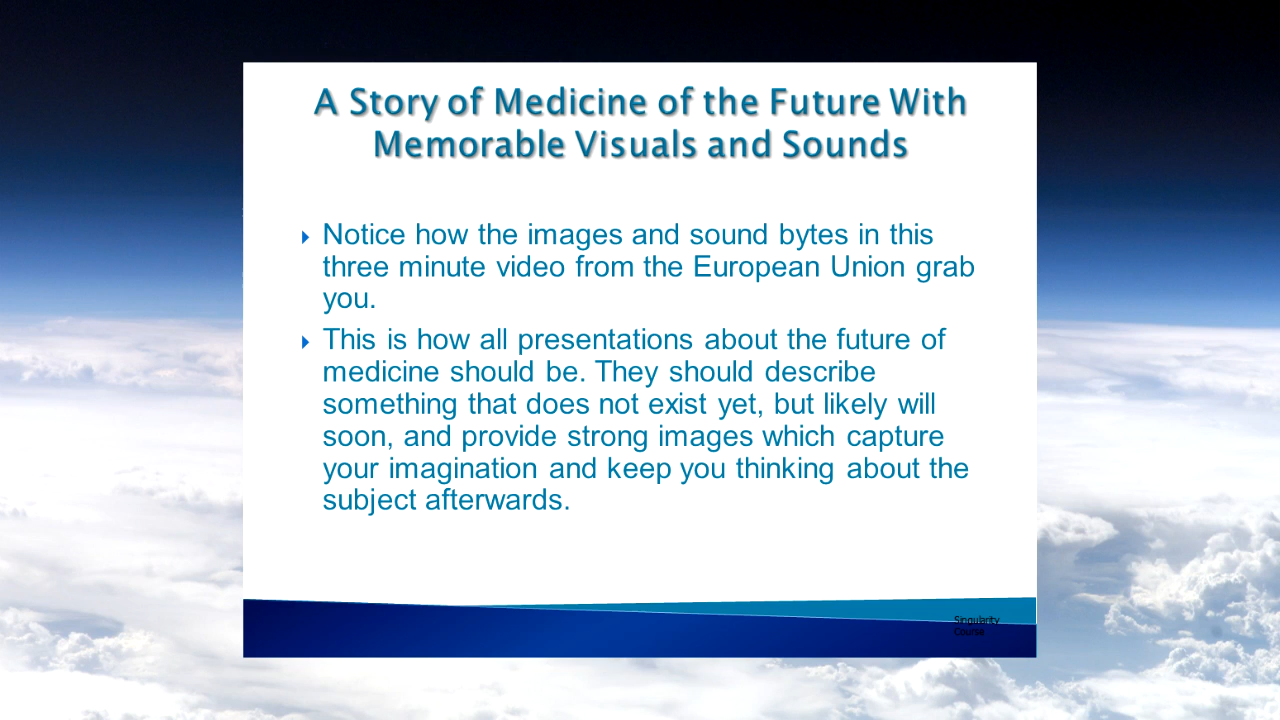 A Story of Medicine of the Future With
Memorable Visuals and Sounds
Notice how the images and sound bytes in this
three minute video from the European Union grab
you.
This is how all presentations about the future of
medicine should be. They should describe
something that does not exist yet, but likely will
soon, and provide strong images which capture
your imagination and keep you thinking about the
subject afterwards.
Singularity
Course